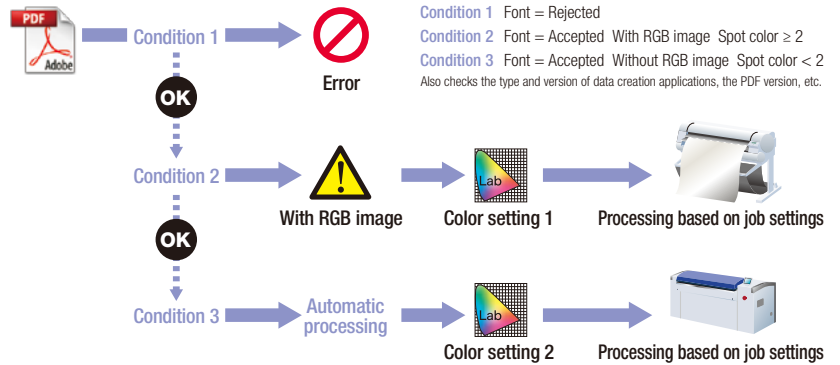 PDF
Adobe
Condition 1
Error
Condition 1 Font = Rejected
Condition 2 Font = Accepted With RGB image Spot color ≥ 2
Condition 3 Font = Accepted Without RGB image Spot color < 2
Also checks the type and version of data creation applications, the PDF version, etc.
OK
Condition 2
With RGB image
Lab
Color setting 1
Processing based on job settings
OK
Condition 3
Automatic
processing
Lab
Color setting 2
Processing based on job settings